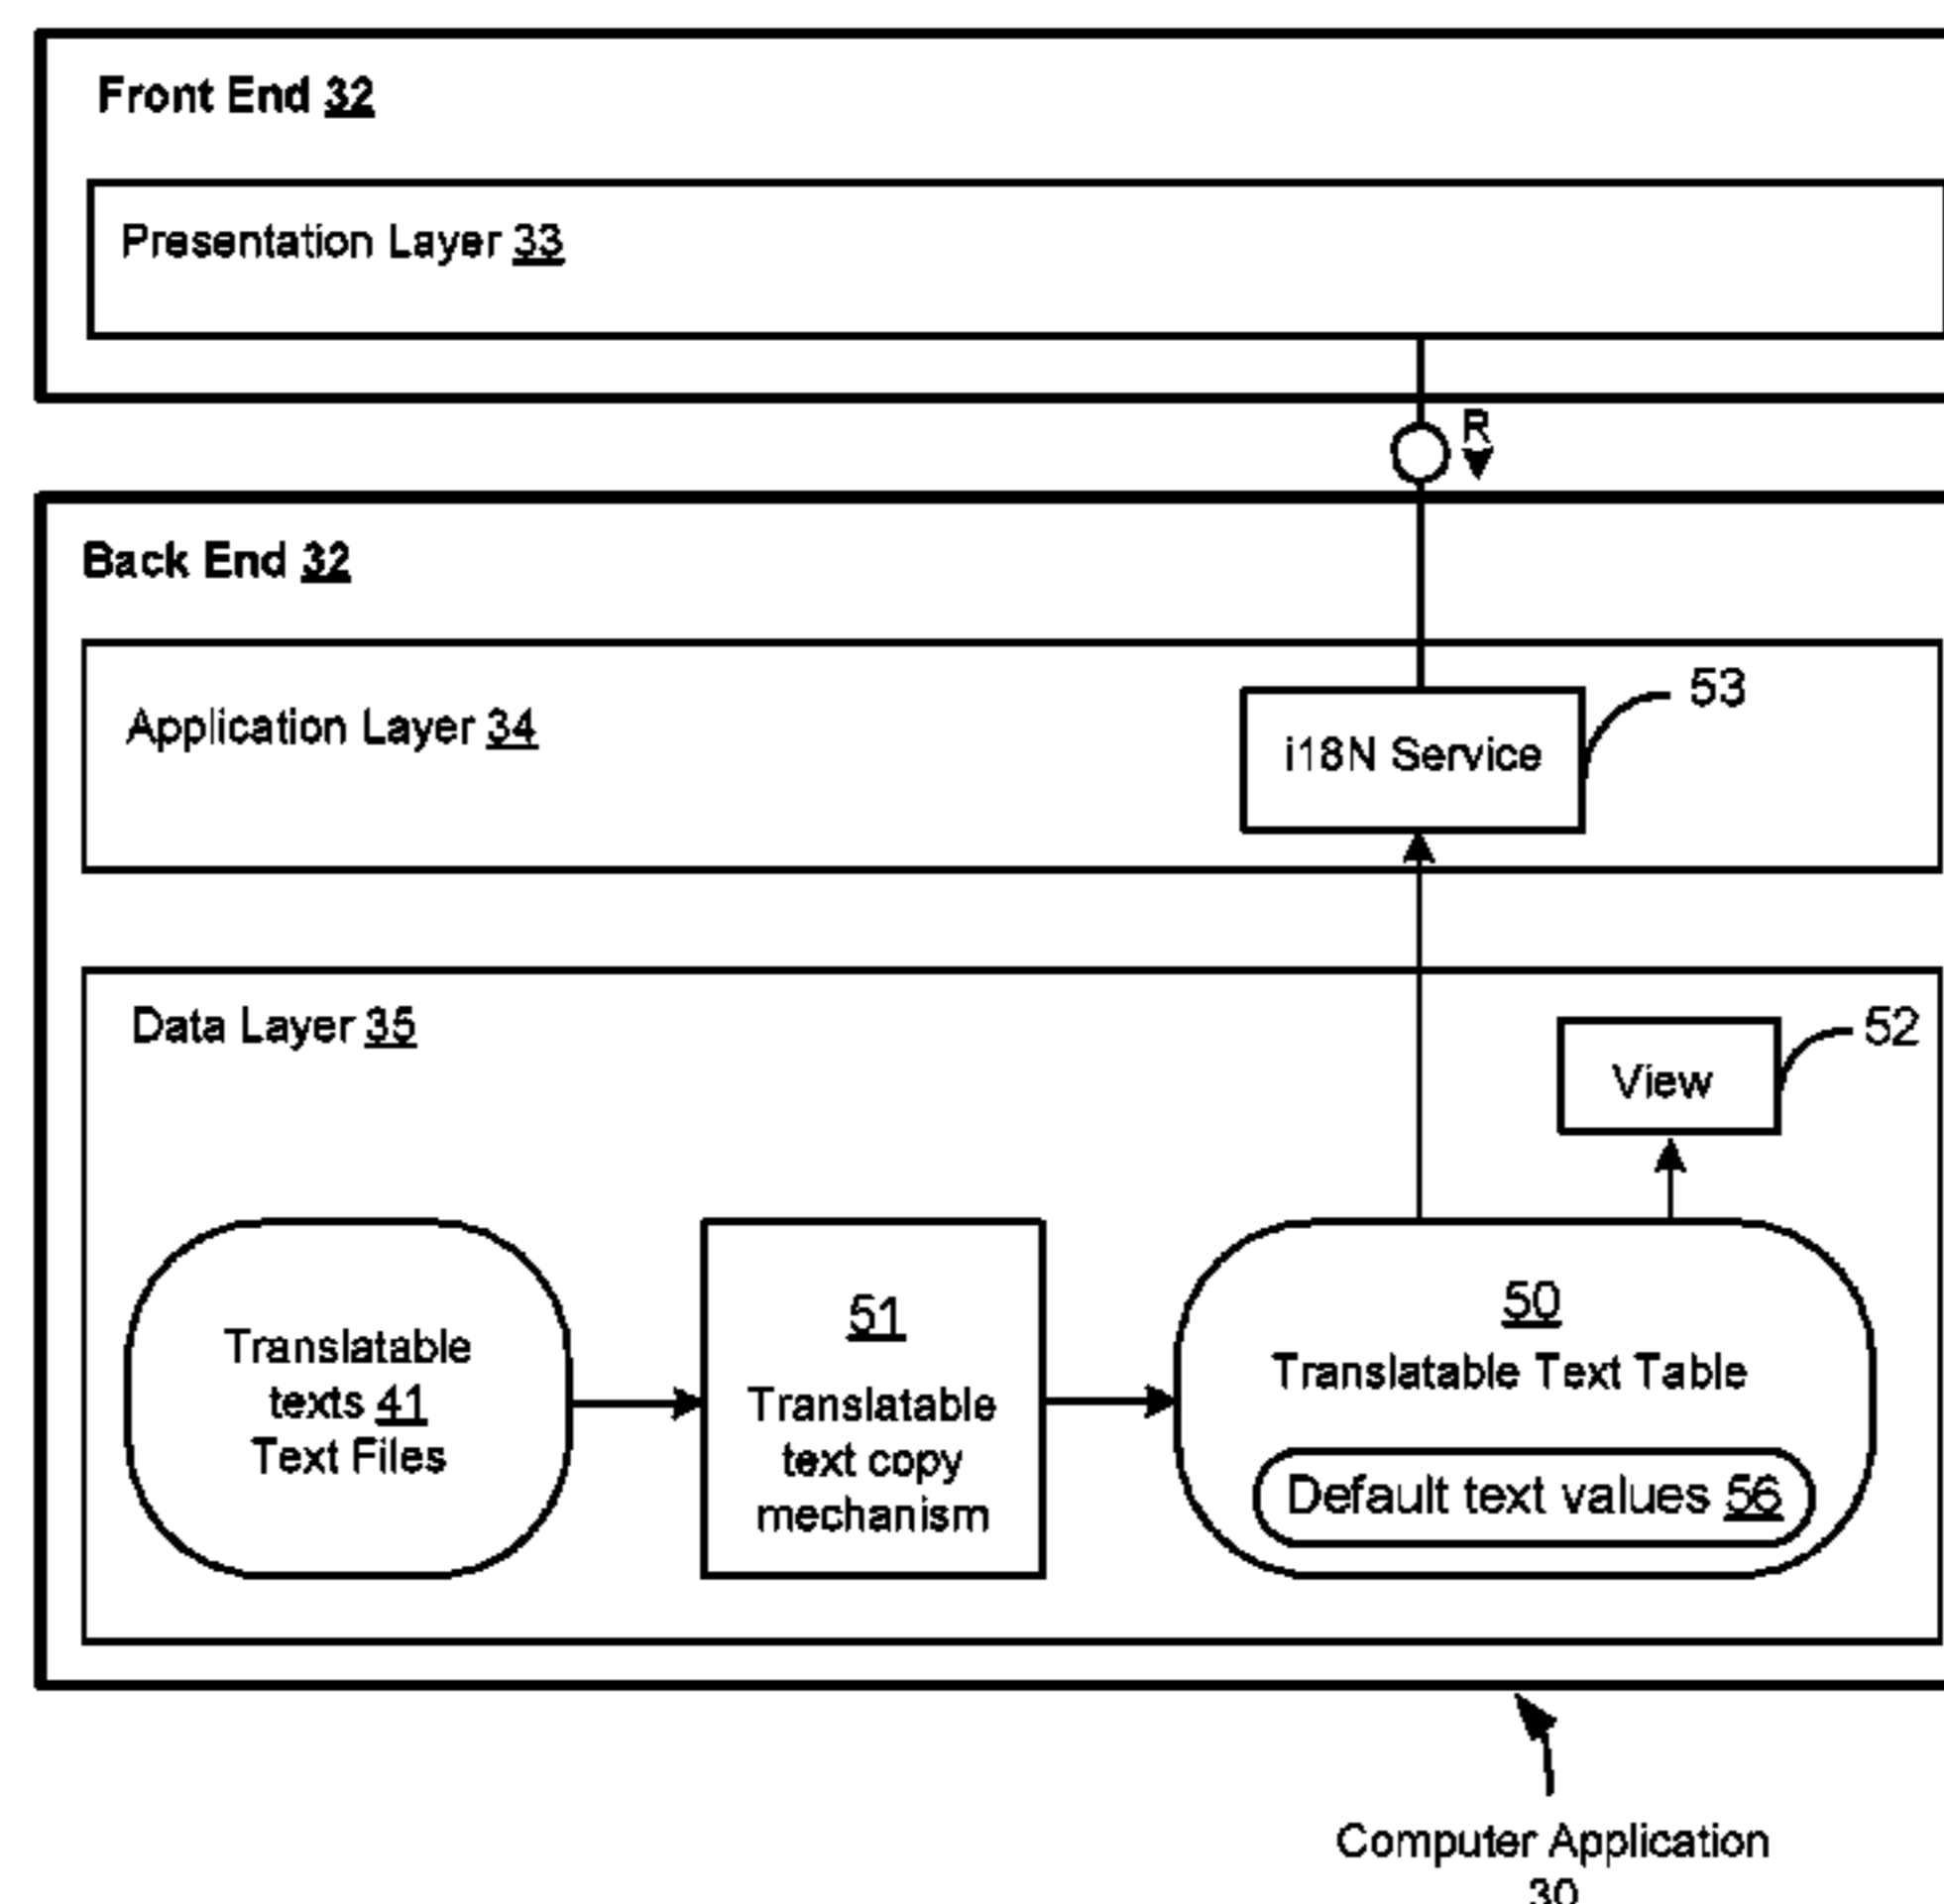 Front End 32
Presentation Layer 33
R
Back End 32
Application Layer 34
i18N Service
53
Data Layer 35
View
52
Translatable
texts 41
Text Files
51
Translatable
text copy
mechanism
50
Translatable Text Table
Default text values 56
Computer Application
30